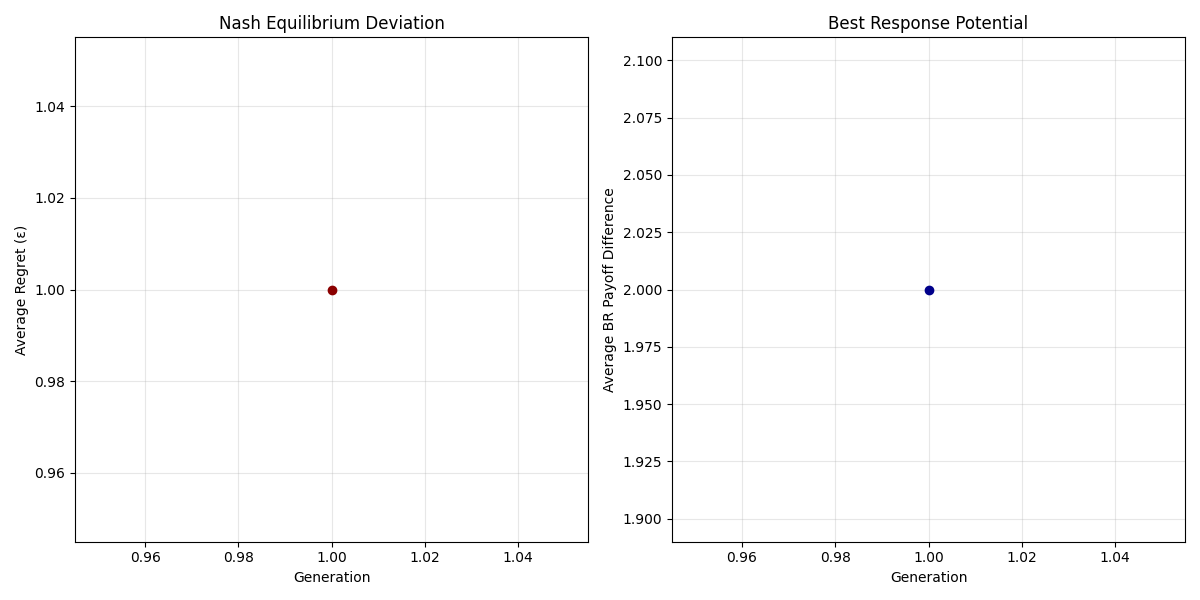 Nash Equilibrium Deviation
Average Regret (ε)
1.04
1.02
1.00
0.98
0.96
0.96 0.98 1.00 1.02 1.04
Generation
Best Response Potential
Average BR Payoff Difference
2.100
2.075
2.050
2.025
2.000
1.975
1.950
1.925
1.900
0.96 0.98 1.00 1.02 1.04
Generation